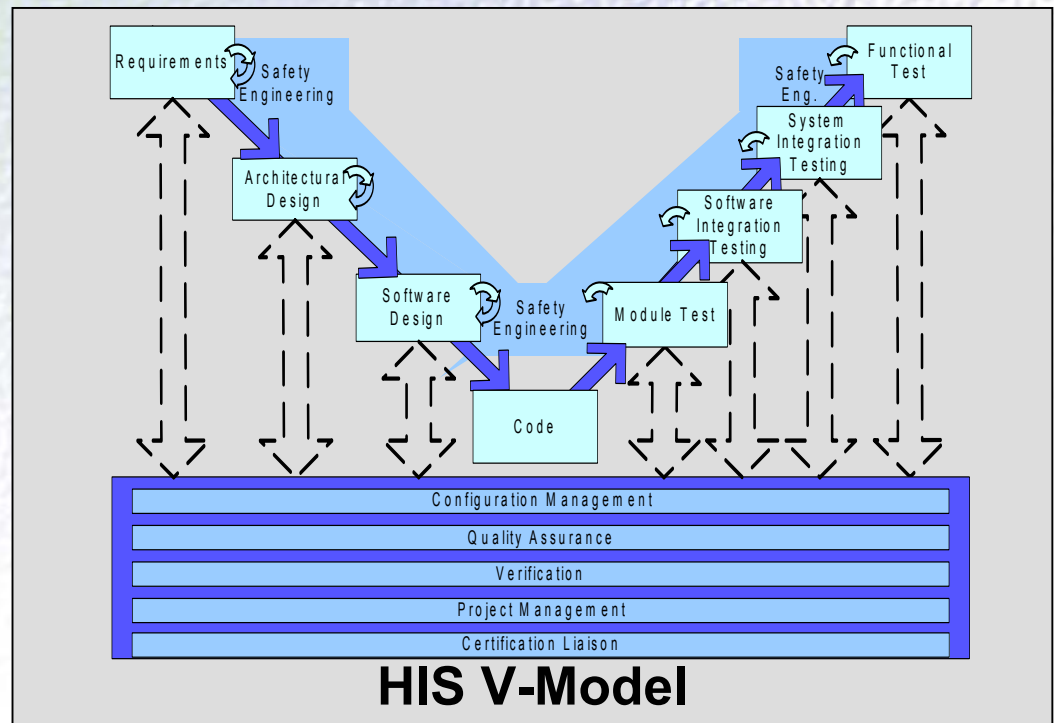 Requirements
Safety
Engineering
Architectural
Design
Software
Design
Safety
Engineering
Code
Module Test
Software
Integration
Testing
System
Integration
Testing
Safety
Eng.
Functional
Test
Configuration Management
Quality Assurance
Verification
Project Management
Certification Liaison
HIS V-Model